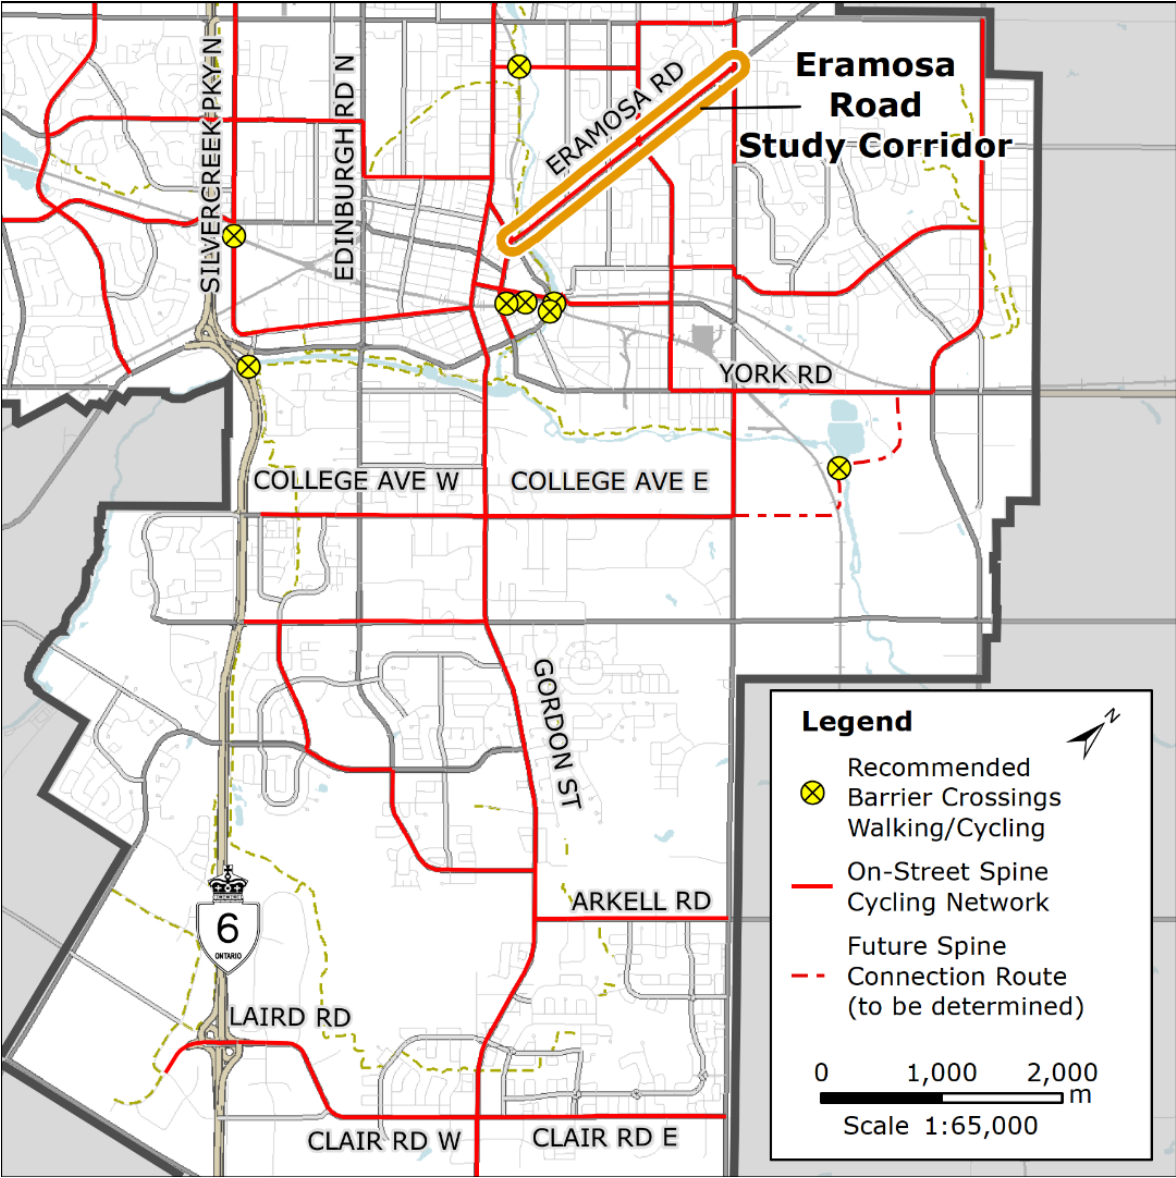 SILVERCREEK PKY N
EDINBURGH RD N
ERAMOSA RD
Eramosa
Road
Study Corridor
YORK RD
COLLEGE AVE W
COLLEGE AVE E
GORDON ST
ARKELL RD
6
ONTARIO
LAIRD RD
CLAIR RD W
CLAIR RD E
Legend
N
Recommended
Barrier Crossings
Walking/Cycling
On-Street Spine
Cycling Network
Future Spine
Connection Route
(to be determined)
0 1,000 2,000
m
Scale 1:65,000